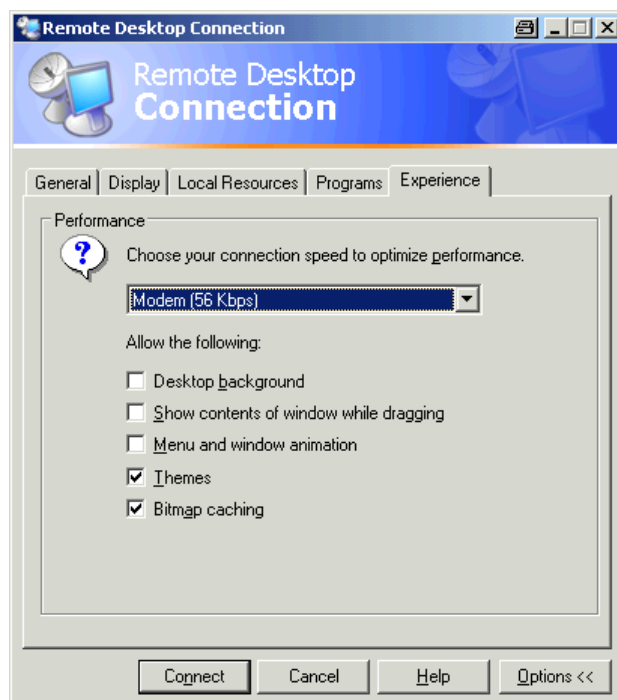 Remote Desktop Connection
Remote Desktop
Connection
General Display Local Resources Programs Experience
Performance
?
Choose your connection speed to optimize performance.
Modem (56 Kbps)
Allow the following:
Desktop background
Show contents of window while dragging
Menu and window animation
Themes
Bitmap caching
Connect Cancel Help Options <<